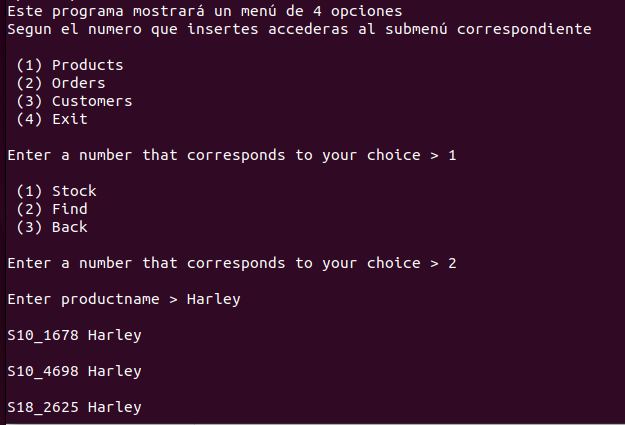 Este programa mostrará un menú de 4 opciones
Segun el numero que insertes accederas al submenú correspondiente
(1) Products
(2) Orders
(3) Customers
(4) Exit
Enter a number that corresponds to your choice > 1
(1) Stock
(2) Find
(3) Back
Enter a number that corresponds to your choice > 2
Enter productname > Harley
S10_1678 Harley
S10_4698 Harley
S18_2625 Harley